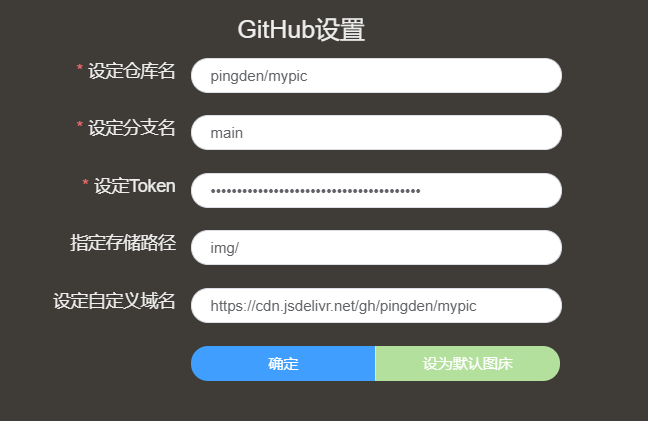 GitHub设置
* 设定仓库名 pingden/mypic
* 设定分支名 main
* 设定Token ••••••••••••••••••••••••••••••••••••••••
指定存储路径 img/
设定自定义域名 https://cdn.jsdelivr.net/gh/pingden/mypic
确定 设为默认图床